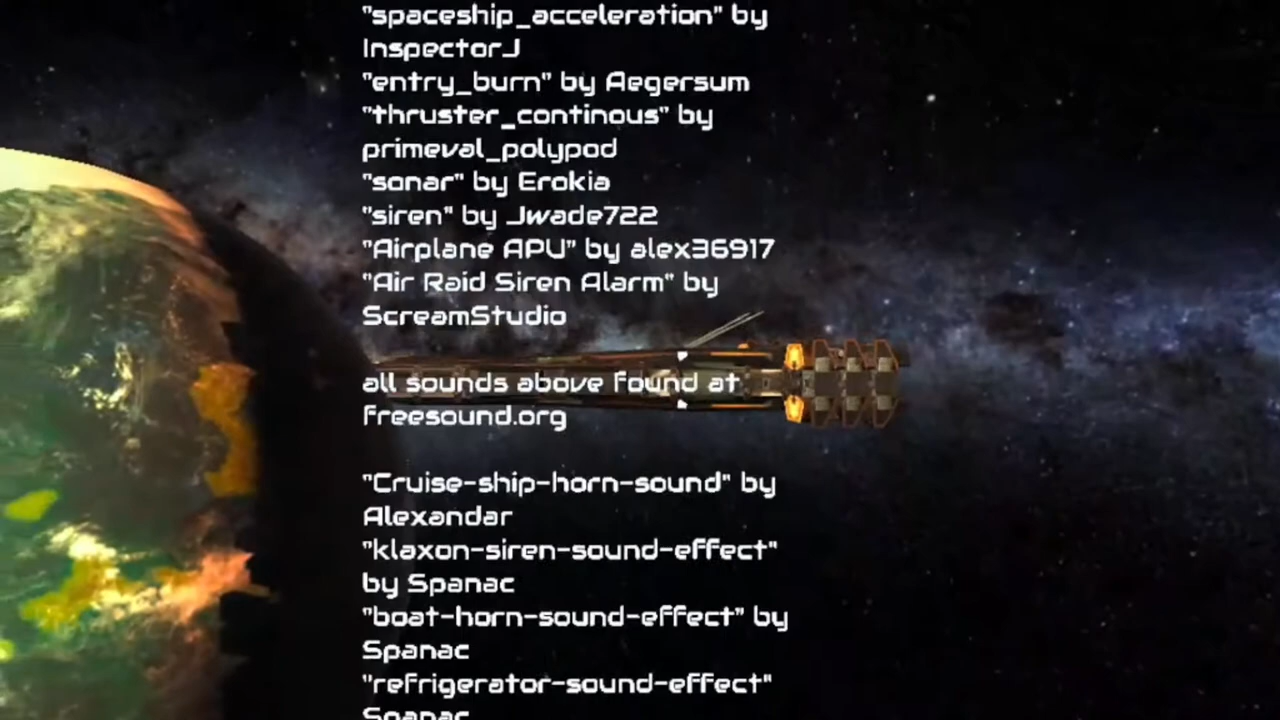 "spaceship_acceleration" by
InspectorJ
"entry_burn" by Aegersum
"thruster_continous" by
primeval_polypod
"sonar" by Erokia
"siren" by Jwade722
"Airplane APU" by alex36917
"Air Raid Siren Alarm" by
ScreamStudio
all sounds above found at
freesound.org
"Cruise-ship-horn-sound" by
Alexandar
"klaxon-siren-sound-effect"
by Spanac
"boat-horn-sound-effect" by
Spanac
"refrigerator-sound-effect"
Spanac